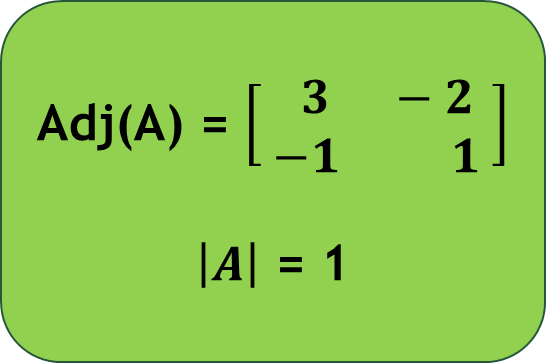 Adj(A) = [ 3 − 2
−1 1 ]
|A| = 1